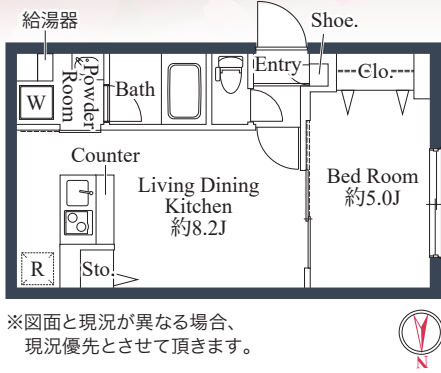 給湯器
Shoe.
Entry
Clo.
W
Powder
Room
Bath
Counter
Living Dining
Kitchen
約8.2J
Bed Room
約5.0J
R
Sto.
※図面と現況が異なる場合、
現況優先とさせて頂きます。
N